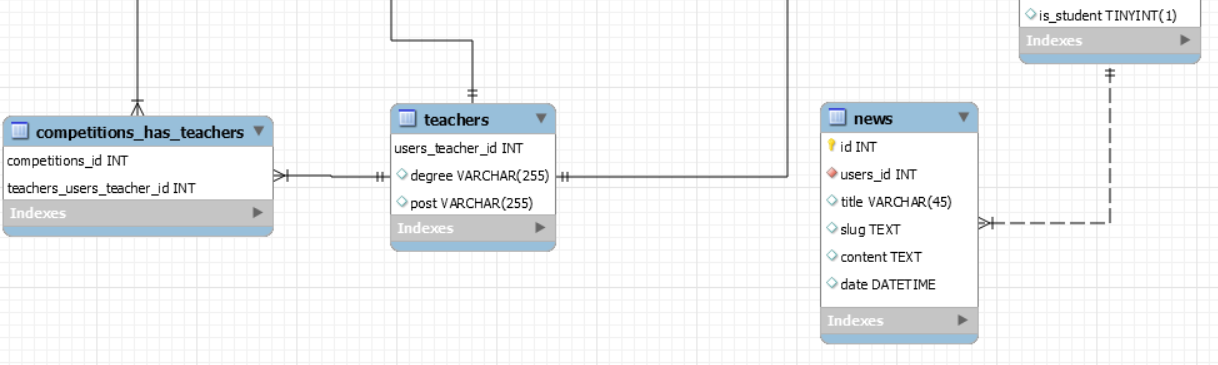 is_student TINYINT(1)
Indexes
competitions_has_teachers
competitions_id INT
teachers_users_teacher_id INT
Indexes
teachers
users_teacher_id INT
degree VARCHAR(255)
post VARCHAR(255)
Indexes
news
id INT
users_id INT
title VARCHAR(45)
slug TEXT
content TEXT
date DATETIME
Indexes